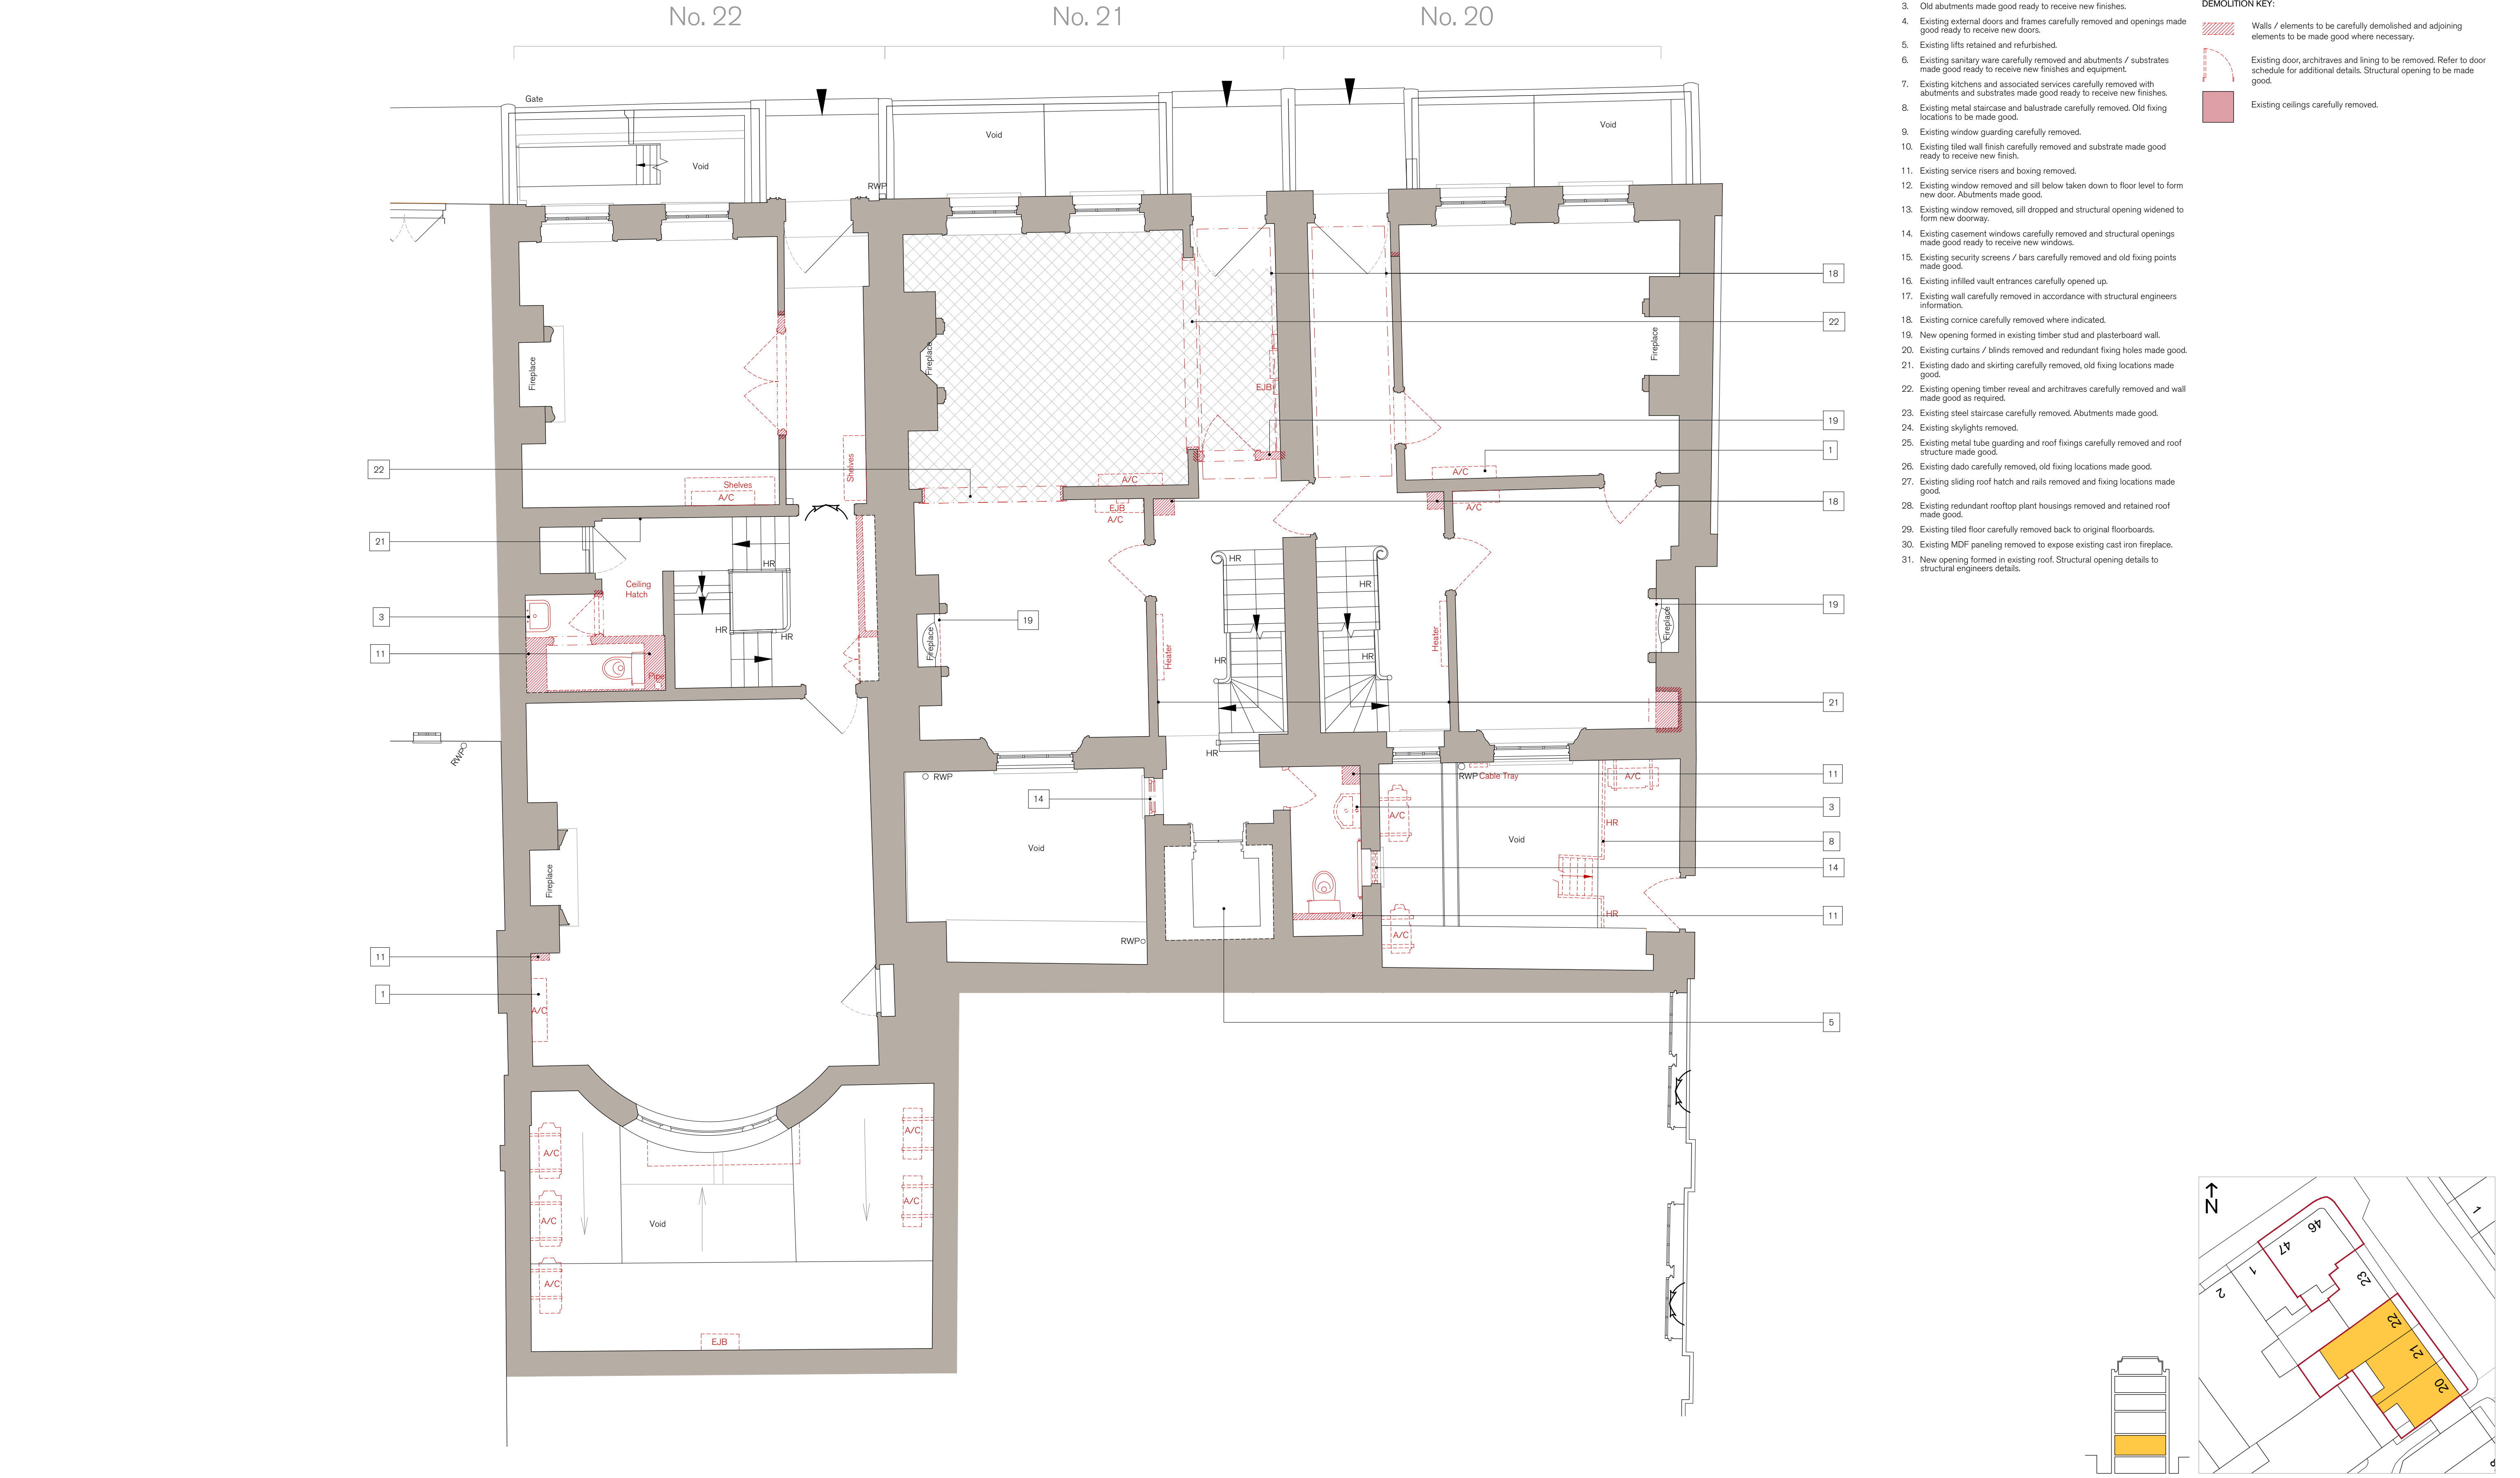 No. 22
No. 21
No. 20
Gate
Void
Void
Void
RWP
Fireplace
Fireplace
Fireplace
EJB
Shelves
Shelves
A/C
A/C
EJB
A/C
A/C
A/C
18
22
19
1
18
22
21
3
11
HR
HR
HR
Ceiling
Hatch
Pipe
Fireplace
19
Heater
HR
HR
HR
HR
HR
Heater
Fireplace
19
21
RWP
RWP
14
Void
RWP
RWP Cable Tray
A/C
A/C
HR
Void
HR
A/C
11
3
8
14
11
5
Fireplace
11
1
A/C
A/C
A/C
A/C
A/C
A/C
Void
EJB
3. Old abutments made good ready to receive new finishes.
4. Existing external doors and frames carefully removed and openings made
good ready to receive new doors.
5. Existing lifts retained and refurbished.
6. Existing sanitary ware carefully removed and abutments / substrates
made good ready to receive new finishes and equipment.
7. Existing kitchens and associated services carefully removed with
abutments and substrates made good ready to receive new finishes.
8. Existing metal staircase and balustrade carefully removed. Old fixing
locations to be made good.
9. Existing window guarding carefully removed.
10. Existing tiled wall finish carefully removed and substrate made good
ready to receive new finish.
11. Existing service risers and boxing removed.
12. Existing window removed and sill below taken down to floor level to form
new door. Abutments made good.
13. Existing window removed, sill dropped and structural opening widened to
form new doorway.
14. Existing casement windows carefully removed and structural openings
made good ready to receive new windows.
15. Existing security screens / bars carefully removed and old fixing points
made good.
16. Existing infilled vault entrances carefully opened up.
17. Existing wall carefully removed in accordance with structural engineers
information.
18. Existing cornice carefully removed where indicated.
19. New opening formed in existing timber stud and plasterboard wall.
20. Existing curtains / blinds removed and redundant fixing holes made good.
21. Existing dado and skirting carefully removed, old fixing locations made
good.
22. Existing opening timber reveal and architraves carefully removed and wall
made good as required.
23. Existing steel staircase carefully removed. Abutments made good.
24. Existing skylights removed.
25. Existing metal tube guarding and roof fixings carefully removed and roof
structure made good.
26. Existing dado carefully removed, old fixing locations made good.
27. Existing sliding roof hatch and rails removed and fixing locations made
good.
28. Existing redundant rooftop plant housings removed and retained roof
made good.
29. Existing tiled floor carefully removed back to original floorboards.
30. Existing MDF paneling removed to expose existing cast iron fireplace.
31. New opening formed in existing roof. Structural opening details to
structural engineers details.
DEMOLITION KEY:
Walls / elements to be carefully demolished and adjoining
elements to be made good where necessary.
Existing door, architraves and lining to be removed. Refer to door
schedule for additional details. Structural opening to be made
good.
Existing ceilings carefully removed.
N
46
47
1
1
2
23
22
21
20